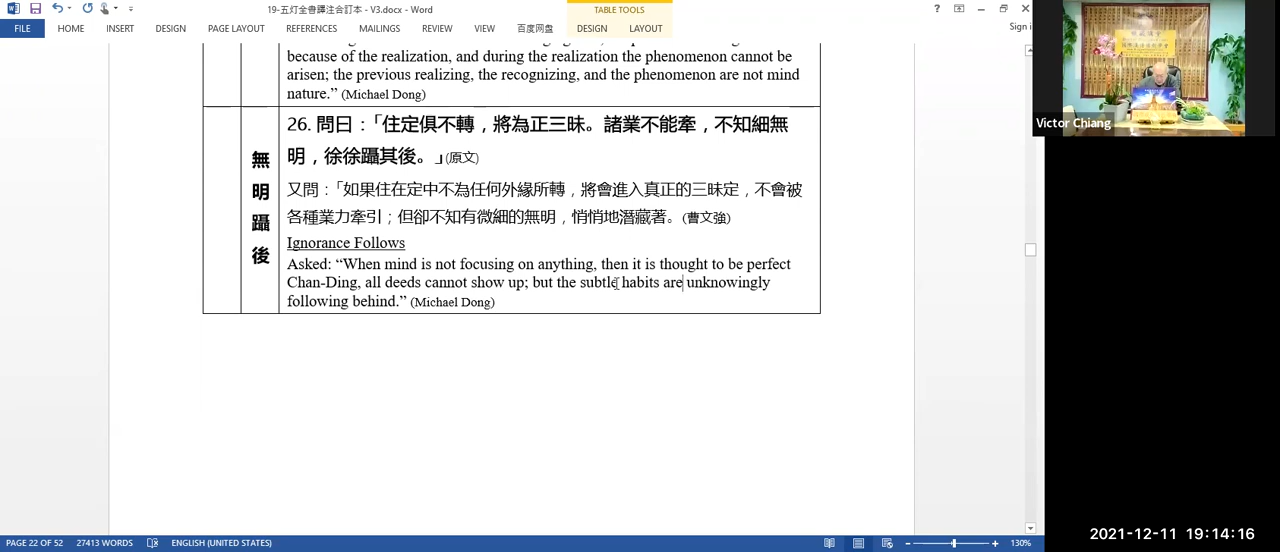 19-五灯全書譯注合訂本 - V3.docx - Word
TABLE TOOLS
FILE HOME INSERT DESIGN PAGE LAYOUT REFERENCES MAILINGS REVIEW VIEW 百度网盘 DESIGN LAYOUT
Sign i
because of the realization, and during the realization the phenomenon cannot be
arisen; the previous realizing, the recognizing, and the phenomenon are not mind
nature.” (Michael Dong)
無明躡後
26. 問曰：「住定俱不轉，將為正三昧。諸業不能牽，不知細無
明，徐徐躡其後。」(原文)
又問：「如果住在定中不為任何外緣所轉，將會進入真正的三昧定，不會被
各種業力牽引；但卻不知有微細的無明，悄悄地潛藏著。(曹文強)
Ignorance Follows
Asked: “When mind is not focusing on anything, then it is thought to be perfect
Chan-Ding, all deeds cannot show up; but the subtle habits are unknowingly
following behind.” (Michael Dong)
Victor Chiang
PAGE 22 OF 52 27413 WORDS ENGLISH (UNITED STATES) 130%
2021-12-11 19:14:16